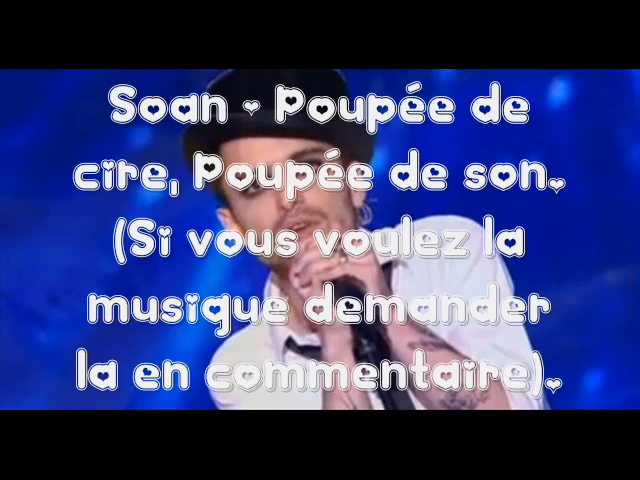 Soan - Poupée de
cire, Poupée de son.
(Si vous voulez la
musique demander
la en commentaire).